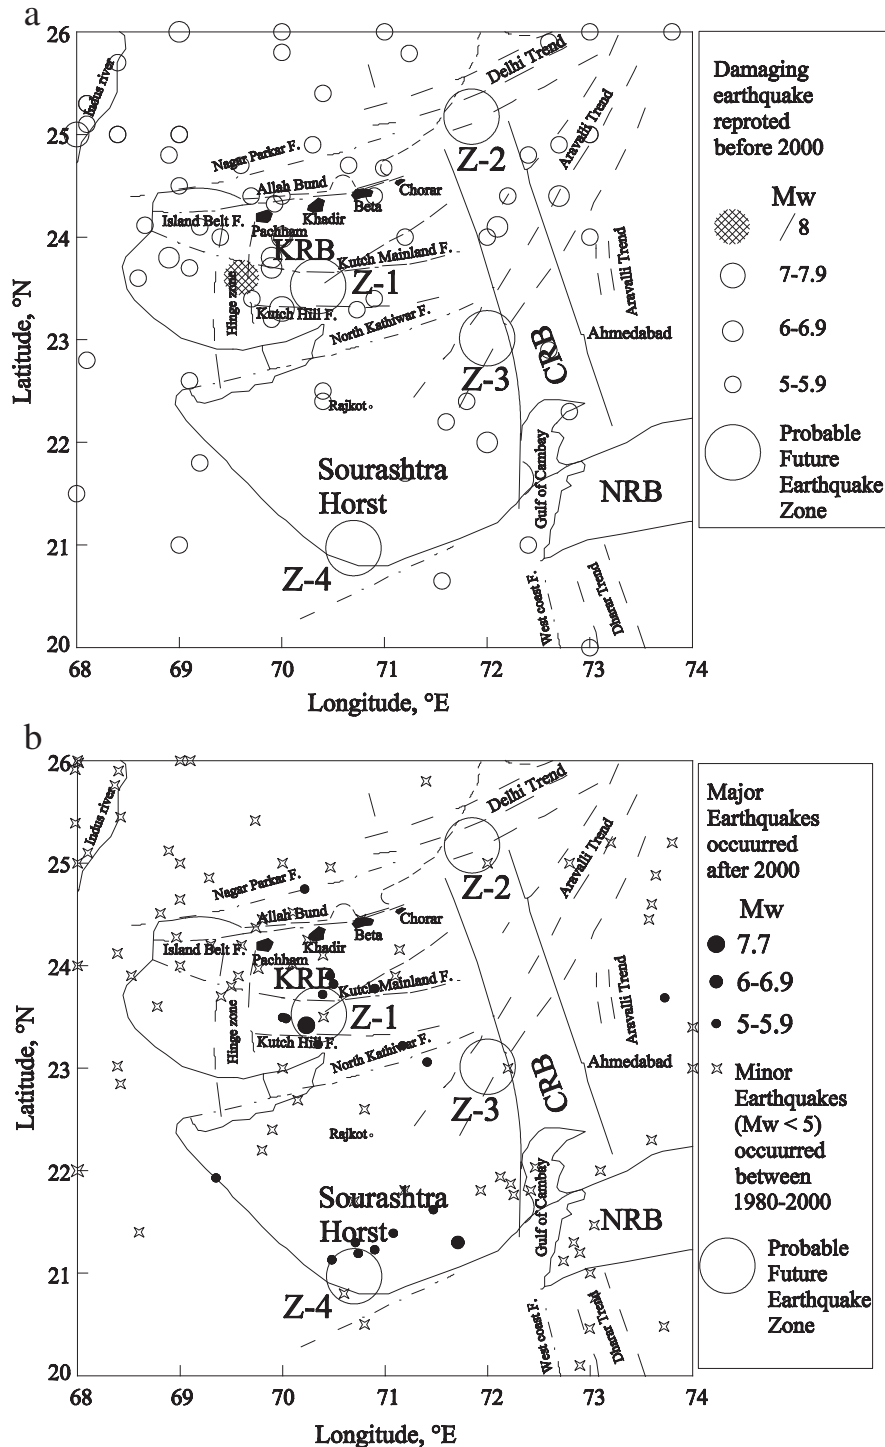 a
26
25
24
23
22
21
20
68
69
70
71
72
73
74
Latitude, °N
Longitude, °E
Indus river
Delhi Trend
Aravalli Trend
Nagar Parkar F.
Z-2
Allah Bund
Chorar
Island Belt F.
Khadir
Beta
Pachham
KRB
Kutch Mainland F.
Z-1
Aravalli Trend
Hinge zone
Kutch Hill F.
North Kathiwar F.
Ahmedabad
CRB
Z-3
Rajkot
Sourashtra
Horst
Gulf of Cambay
NRB
Z-4
West coast F.
Dharar Trend
Damaging
earthquake
reproted
before 2000
Mw
/ 8
7-7.9
6-6.9
5-5.9
Probable
Future
Earthquake
Zone
b
26
25
24
23
22
21
20
68
69
70
71
72
73
74
Latitude, °N
Longitude, °E
Indus river
Delhi Trend
Aravalli Trend
Nagar Parkar F.
Z-2
Allah Bund
Chorar
Island Belt F.
Khadir
Beta
Pachham
KRB
Kutch Mainland F.
Z-1
Aravalli Trend
Hinge zone
Kutch Hill F.
North Kathiwar F.
Ahmedabad
CRB
Z-3
Rajkot
Sourashtra
Horst
Gulf of Cambay
NRB
Z-4
West coast F.
Dharar Trend
Major
Earthquakes
occuurred
after 2000
Mw
7.7
6-6.9
5-5.9
Minor
Earthquakes
(Mw < 5)
occuurred
between
1980-2000
Probable
Future
Earthquake
Zone